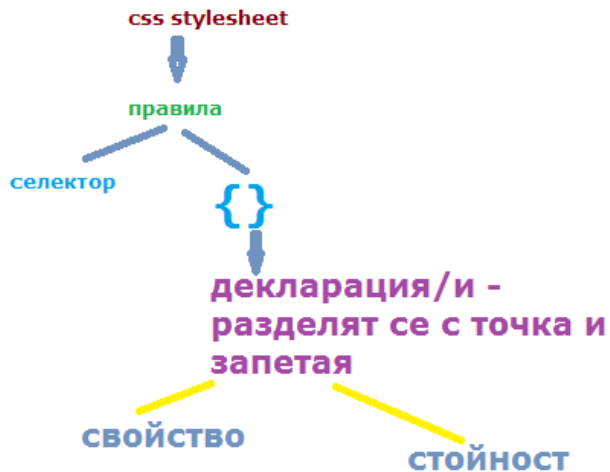 css stylesheet
правила
селектор
{}
декларация/и -
разделят се с точка и
запетая
свойство
стойност